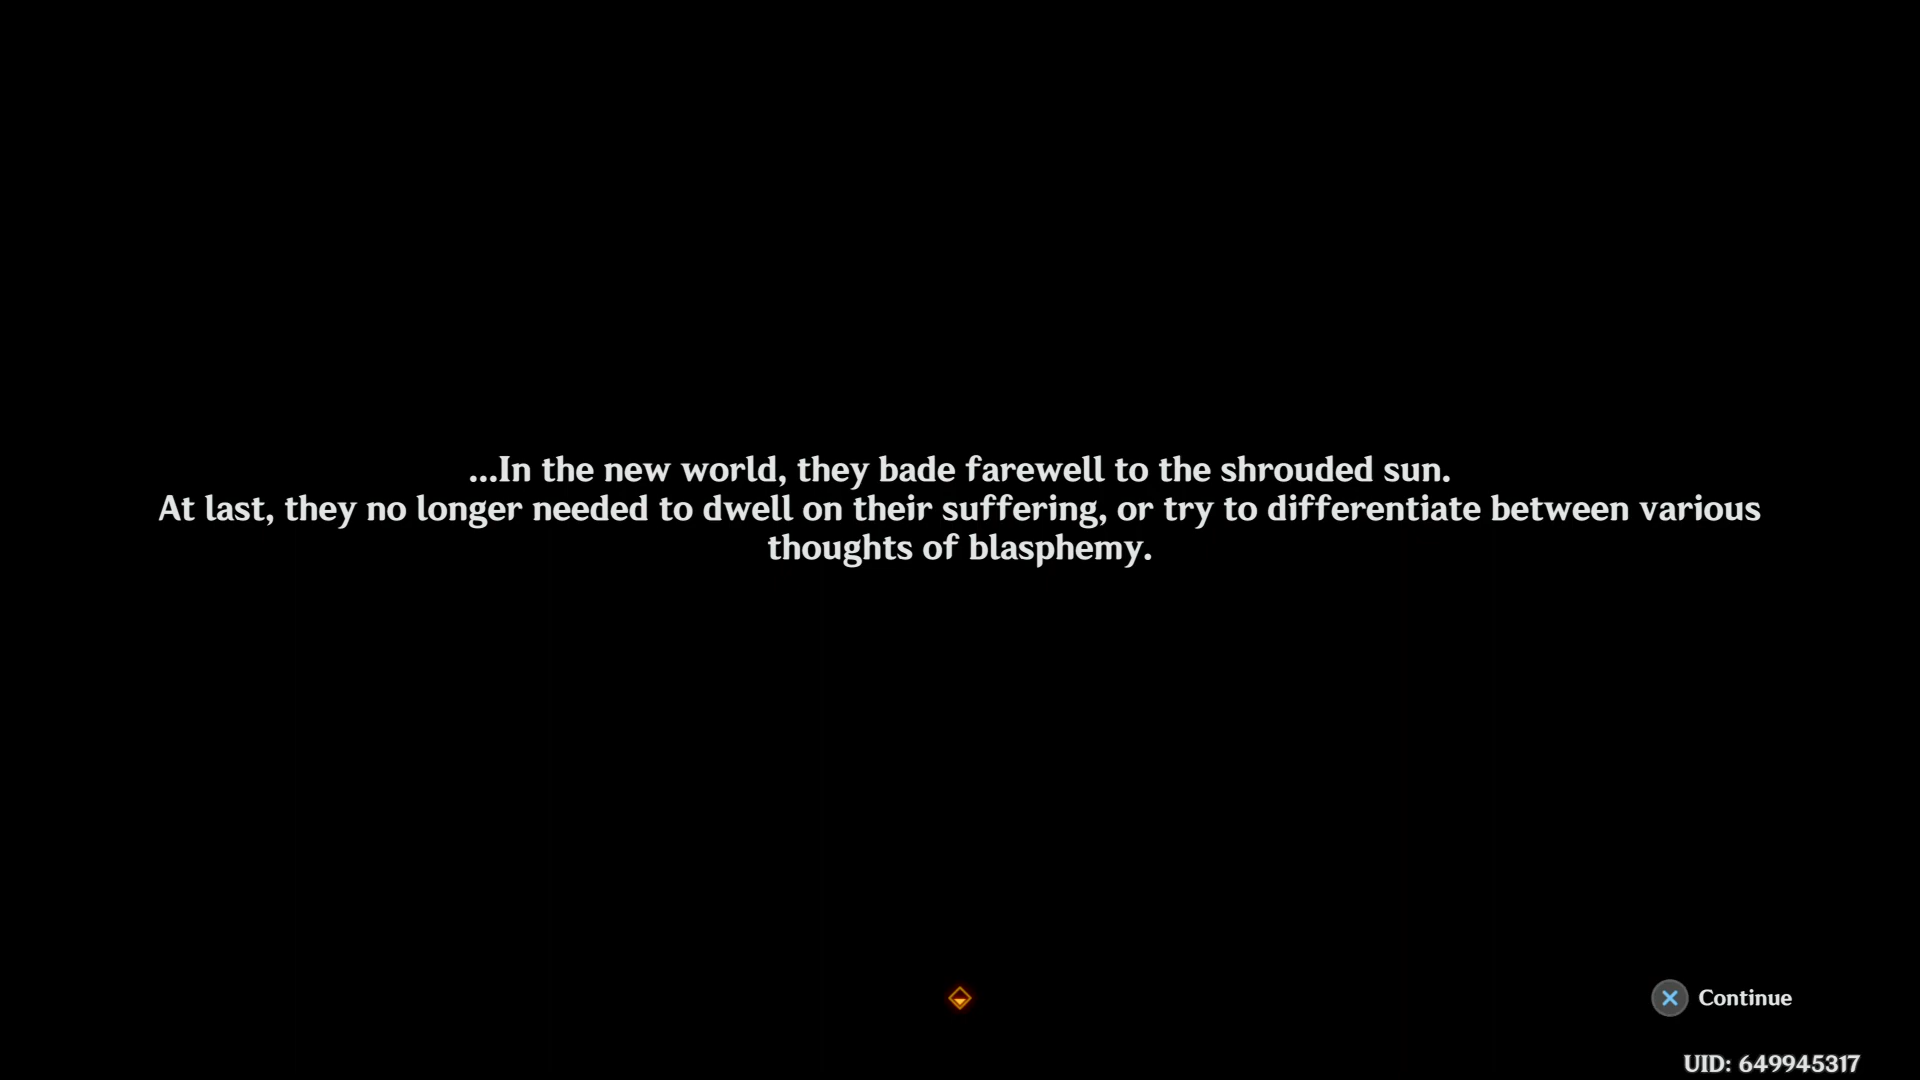 ...In the new world, they bade farewell to the shrouded sun.
At last, they no longer needed to dwell on their suffering, or try to differentiate between various
thoughts of blasphemy.
Continue
UID: 649945317